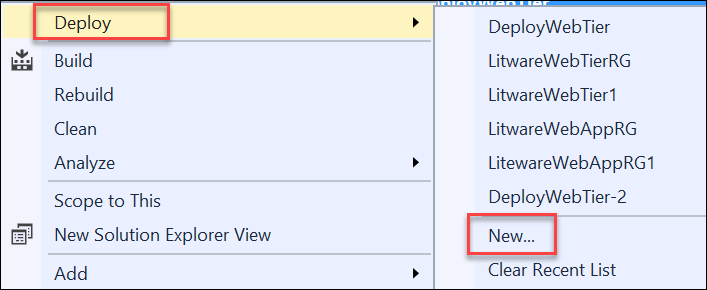 Deploy
Build
Rebuild
Clean
Analyze
Scope to This
New Solution Explorer View
Add
DeployWebTier
LitwareWebTierRG
LitwareWebTier1
LitwareWebAppRG
LitewareWebAppRG1
DeployWebTier-2
New...
Clear Recent List